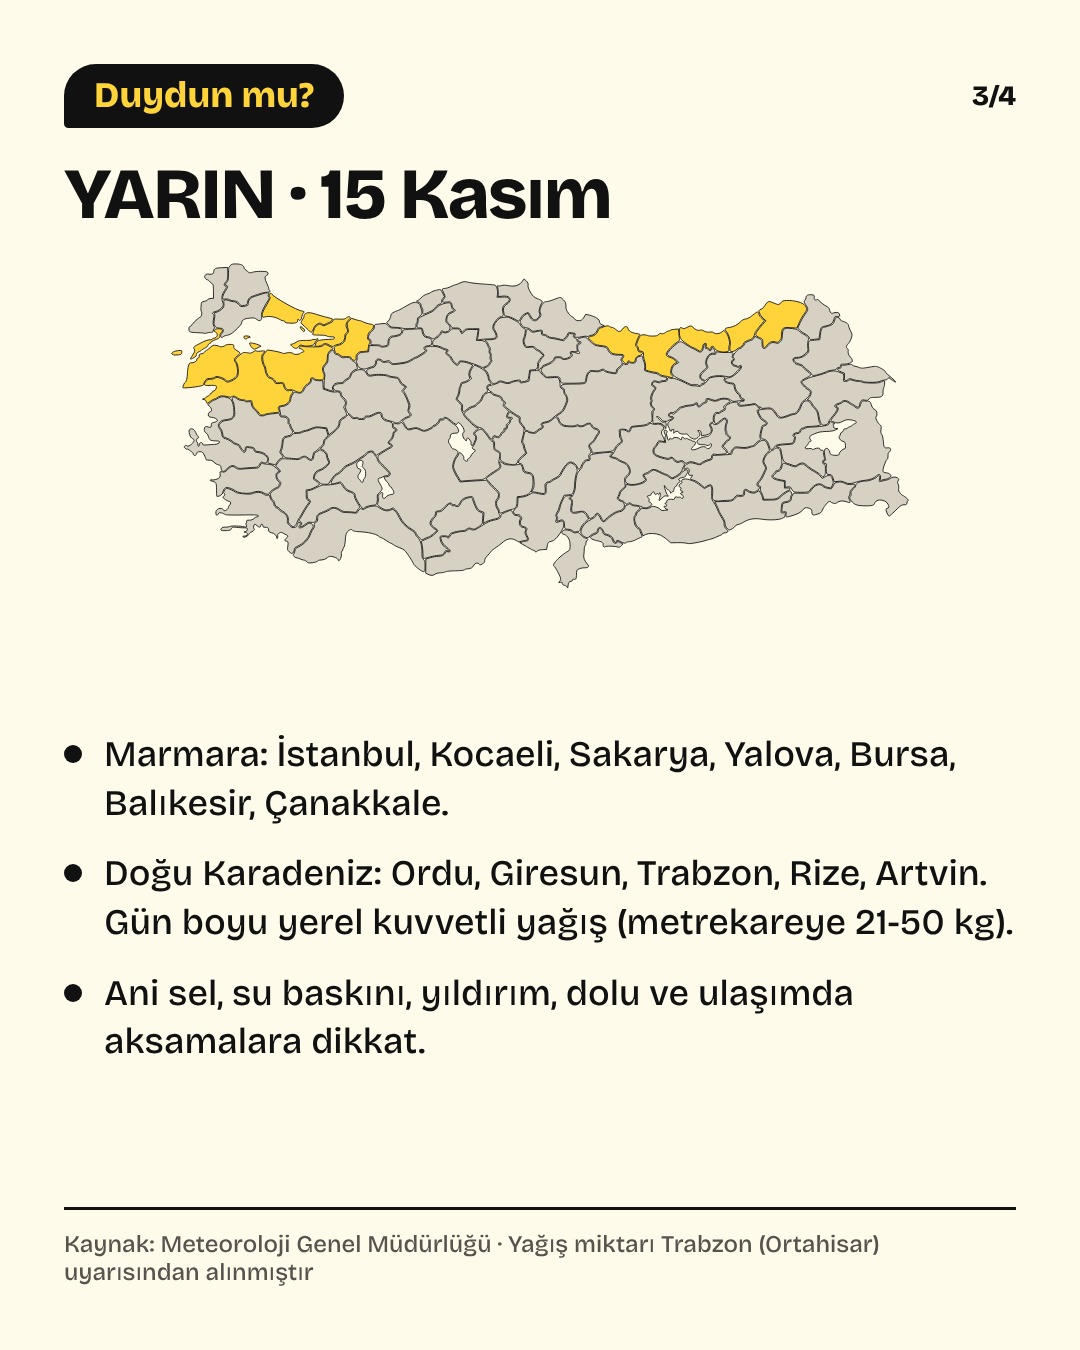 Duydun mu?
3/4
YARIN · 15 Kasım
• Marmara: İstanbul, Kocaeli, Sakarya, Yalova, Bursa,
Balıkesir, Çanakkale.
• Doğu Karadeniz: Ordu, Giresun, Trabzon, Rize, Artvin.
Gün boyu yerel kuvvetli yağış (metrekareye 21-50 kg).
• Ani sel, su baskını, yıldırım, dolu ve ulaşımda
aksamalara dikkat.
Kaynak: Meteoroloji Genel Müdürlüğü · Yağış miktarı Trabzon (Ortahisar)
uyarısından alınmıştır